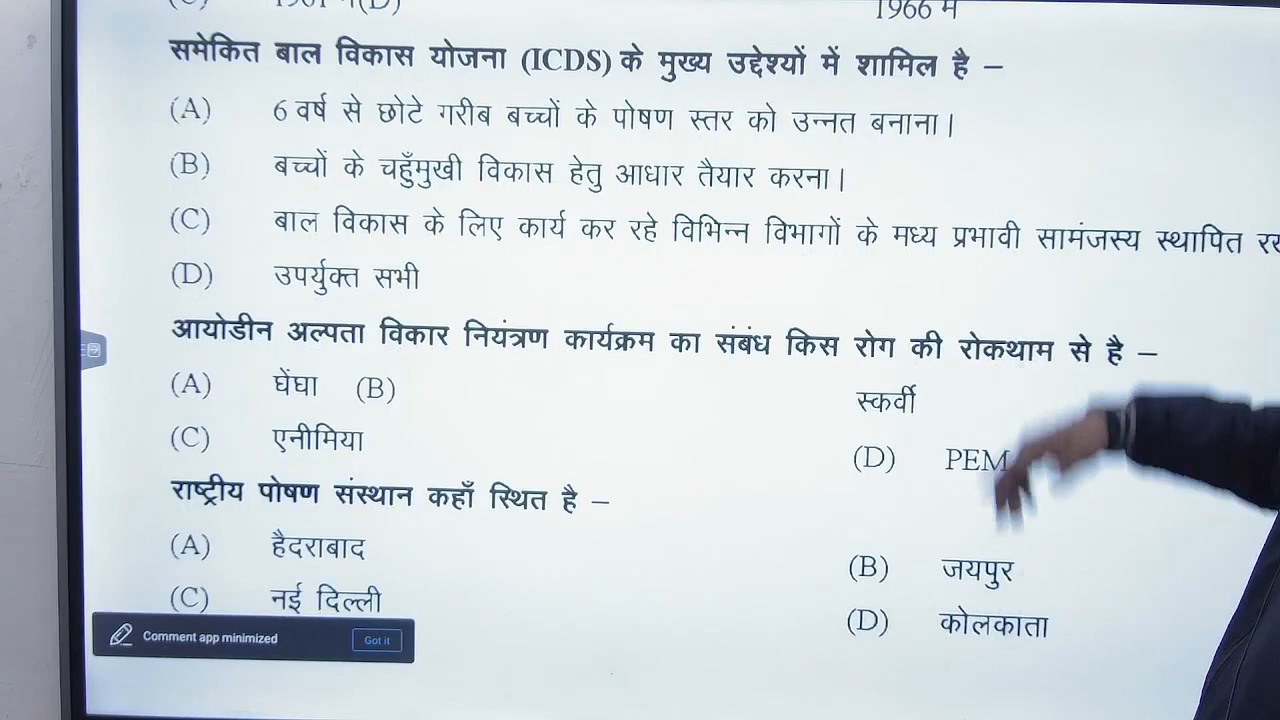 1966 में
समेकित बाल विकास योजना (ICDS) के मुख्य उद्देश्यों में शामिल है –
(A) 6 वर्ष से छोटे गरीब बच्चों के पोषण स्तर को उन्नत बनाना।
(B) बच्चों के चहुँमुखी विकास हेतु आधार तैयार करना।
(C) बाल विकास के लिए कार्य कर रहे विभिन्न विभागों के मध्य प्रभावी सामंजस्य स्थापित
(D) उपर्युक्त सभी
आयोडीन अल्पता विकार नियंत्रण कार्यक्रम का संबंध किस रोग की रोकथाम से है –
(A) घेंघा (B) स्कर्वी
(C) एनीमिया (D) PEM
राष्ट्रीय पोषण संस्थान कहाँ स्थित है –
(A) हैदराबाद (B) जयपुर
(C) नई दिल्ली (D) कोलकाता
Comment app minimized Got it